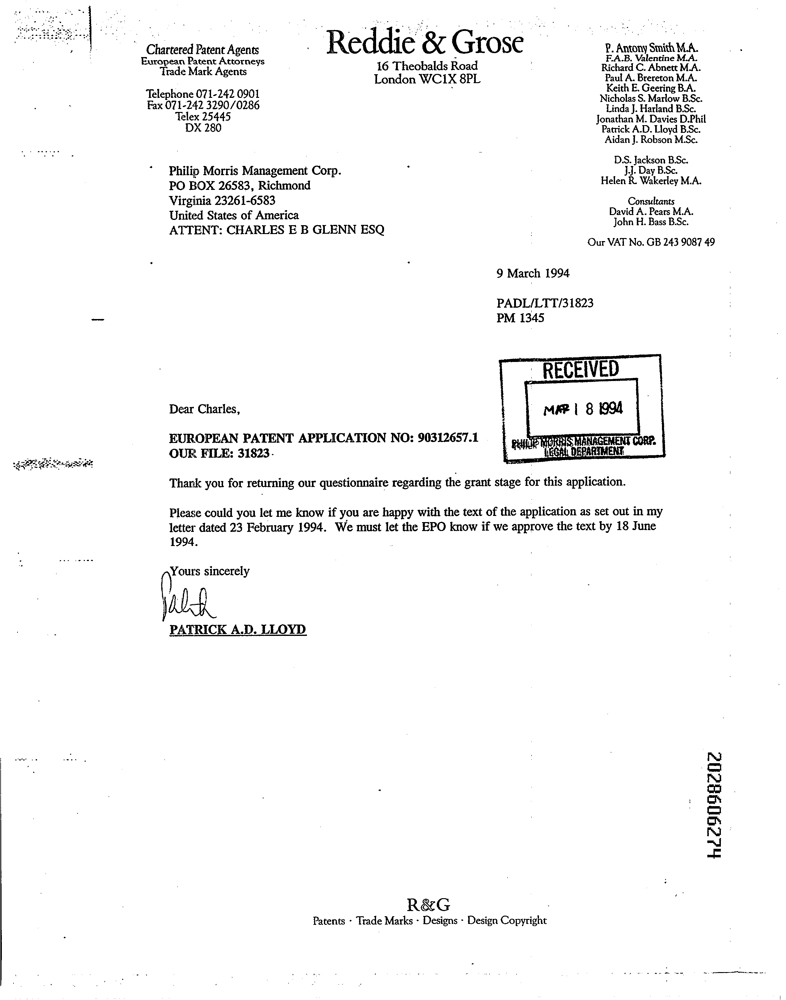 Chartered Patent Agents
European Patent Attorneys
Trade Mark Agents
Telephone 071-242 0901
Fax 071-242 3290/0286
Telex 25445
DX 280
Reddie & Grose
16 Theobalds Road
London WC1X 8PL
P. Antony Smith M.A.
F.A.B. Valentine M.A.
Richard C. Abnett M.A.
Paul A. Brereton M.A.
Keith E. Geering B.A.
Nicholas S. Marlow B.Sc.
Linda J. Harland B.Sc.
Jonathan M. Davies D.Phil
Patrick A.D. Lloyd B.Sc.
Aidan J. Robson M.Sc.
D.S. Jackson B.Sc.
J.J. Day B.Sc.
Helen R. Wakerley M.A.
Consultants
David A. Pears M.A.
John H. Bass B.Sc.
Our VAT No. GB 243 9087 49
Philip Morris Management Corp.
PO BOX 26583, Richmond
Virginia 23261-6583
United States of America
ATTENT: CHARLES E B GLENN ESQ
9 March 1994
PADL/LTT/31823
PM 1345
RECEIVED
MAR 18 1994
PHILIP MORRIS MANAGEMENT CORP.
LEGAL DEPARTMENT
Dear Charles,
EUROPEAN PATENT APPLICATION NO: 90312657.1
OUR FILE: 31823
Thank you for returning our questionnaire regarding the grant stage for this application.
Please could you let me know if you are happy with the text of the application as set out in my
letter dated 23 February 1994. We must let the EPO know if we approve the text by 18 June
1994.
Yours sincerely
PATRICK A.D. LLOYD
2028606274
R&G
Patents · Trade Marks · Designs · Design Copyright